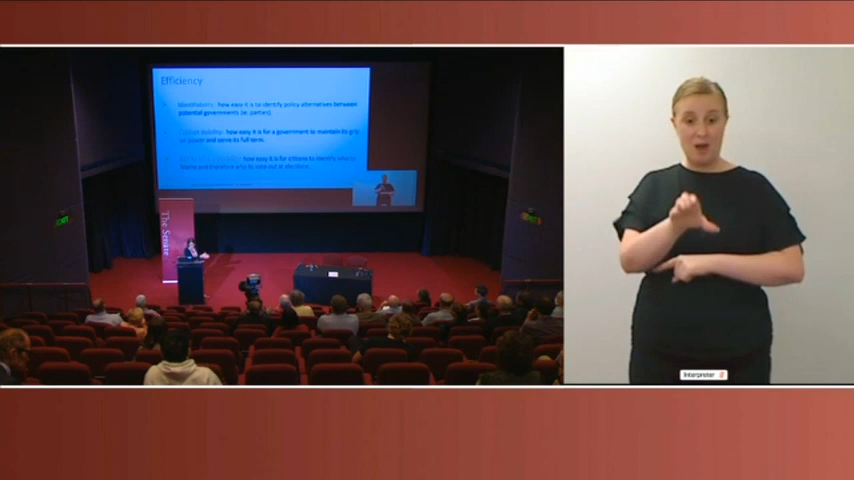 Efficiency
Identifiability: how easy it is to identify policy alternatives between
potential governments (ie. parties).
stability: how easy it is for a government to maintain its grip
on power and serve its full term.
how easy it is for citizens to identify who to
blame and therefore who to vote out at elections.
The Senate
EXIT
Interpreter